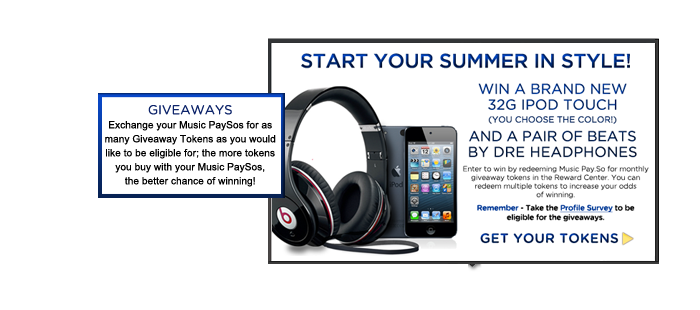 GIVEAWAYS
Exchange your Music PaySos for as
many Giveaway Tokens as you would
like to be eligible for; the more tokens
you buy with your Music PaySos,
the better chance of winning!
START YOUR SUMMER IN STYLE!
WIN A BRAND NEW
32G IPOD TOUCH
(YOU CHOOSE THE COLOR!)
AND A PAIR OF BEATS
BY DRE HEADPHONES
Enter to win by redeeming Music Pay.So for monthly
giveaway tokens in the Reward Center. You can
redeem multiple tokens to increase your odds
of winning.
Remember - Take the Profile Survey to be
eligible for the giveaways.
GET YOUR TOKENS
iPod
b